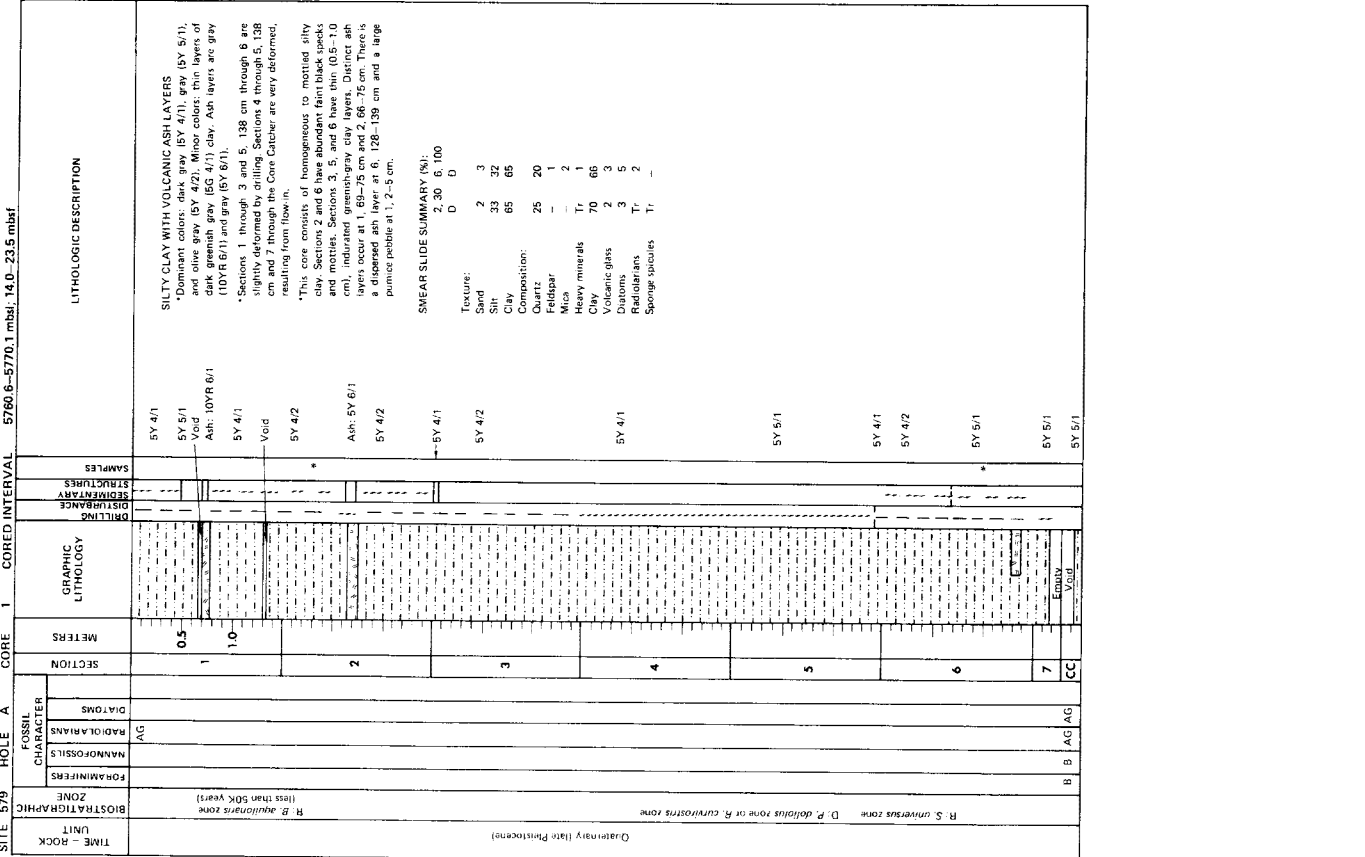 SITE 579 HOLE A CORE 1 CORED INTERVAL 5760.6–5770.1 mbsl; 14.0–23.5 mbsf
TIME – ROCK
UNIT
BIOSTRATIGRAPHIC
ZONE
FOSSIL
CHARACTER
FORAMINIFERS
NANNOFOSSILS
RADIOLARIANS
DIATOMS
SECTION
METERS
GRAPHIC
LITHOLOGY
DRILLING
DISTURBANCE
SEDIMENTARY
STRUCTURES
SAMPLES
LITHOLOGIC DESCRIPTION
Quaternary (late Pleistocene)
R: B. aquilonaris zone
(less than 50K years)
R: S. universus zone D: P. doliolus zone or R. curvirostris zone
AG
B B AG AG
1
2
3
4
5
6
7
CC
0.5
1.0
Empty
Void
*
*
5Y 4/1
5Y 5/1
Void
Ash: 10YR 6/1
5Y 4/1
Void
5Y 4/2
Ash: 5Y 6/1
5Y 4/2
5Y 4/1
5Y 4/2
5Y 4/1
5Y 5/1
5Y 4/1
5Y 4/2
5Y 5/1
5Y 5/1
5Y 5/1
SILTY CLAY WITH VOLCANIC ASH LAYERS
*Dominant colors: dark gray (5Y 4/1), gray (5Y 5/1),
and olive gray (5Y 4/2). Minor colors: thin layers of
dark greenish gray (5G 4/1) clay. Ash layers are gray
(10YR 6/1) and gray (5Y 6/1).
*Sections 1 through 3 and 5, 138 cm through 6 are
slightly deformed by drilling. Sections 4 through 5, 138
cm and 7 through the Core Catcher are very deformed,
resulting from flow-in.
*This core consists of homogeneous to mottled silty
clay. Sections 2 and 6 have abundant faint black specks
and mottles. Sections 3, 5, and 6 have thin (0.5–1.0
cm), indurated greenish-gray clay layers. Distinct ash
layers occur at 1, 69–75 cm and 2, 66–75 cm. There is
a dispersed ash layer at 6, 128–139 cm and a large
pumice pebble at 1, 2–5 cm.
SMEAR SLIDE SUMMARY (%):
2, 30 6, 100
D D
Texture:
Sand 2 3
Silt 33 32
Clay 65 65
Composition:
Quartz 25 20
Feldspar – 1
Mica – 2
Heavy minerals Tr 1
Clay 70 66
Volcanic glass 2 3
Diatoms 3 5
Radiolarians Tr 2
Sponge spicules Tr –